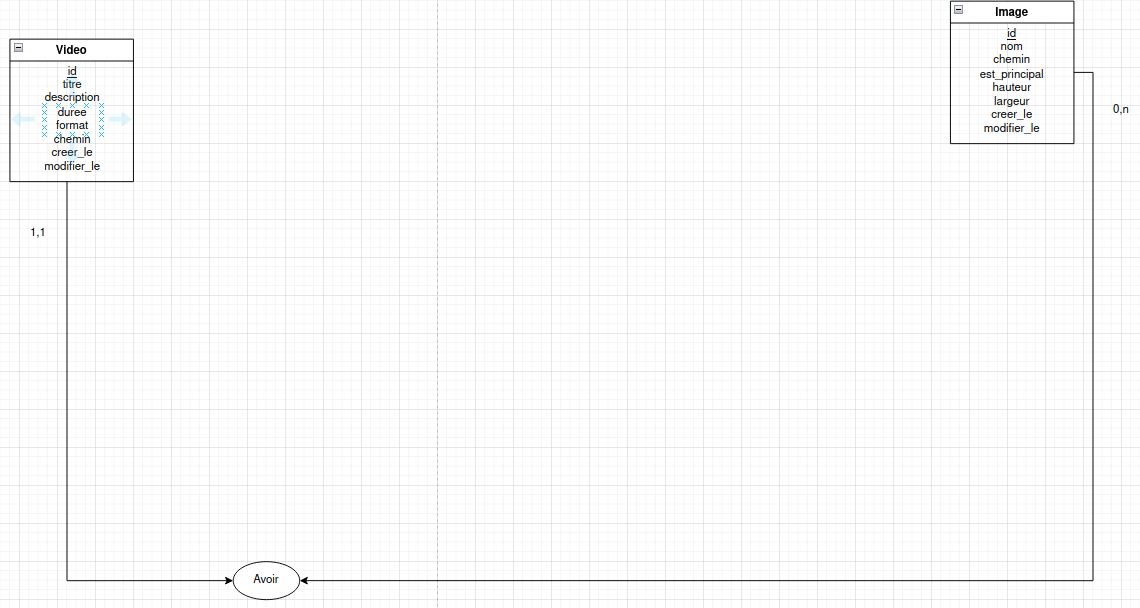 Video
id
titre
description
duree
format
chemin
creer_le
modifier_le
1,1
Image
id
nom
chemin
est_principal
hauteur
largeur
creer_le
modifier_le
0,n
Avoir